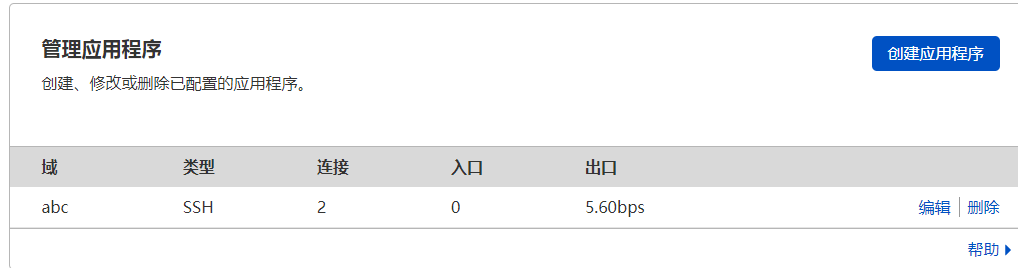 管理应用程序
创建应用程序
创建、修改或删除已配置的应用程序。
域 类型 连接 入口 出口
abc SSH 2 0 5.60bps 编辑 删除
帮助